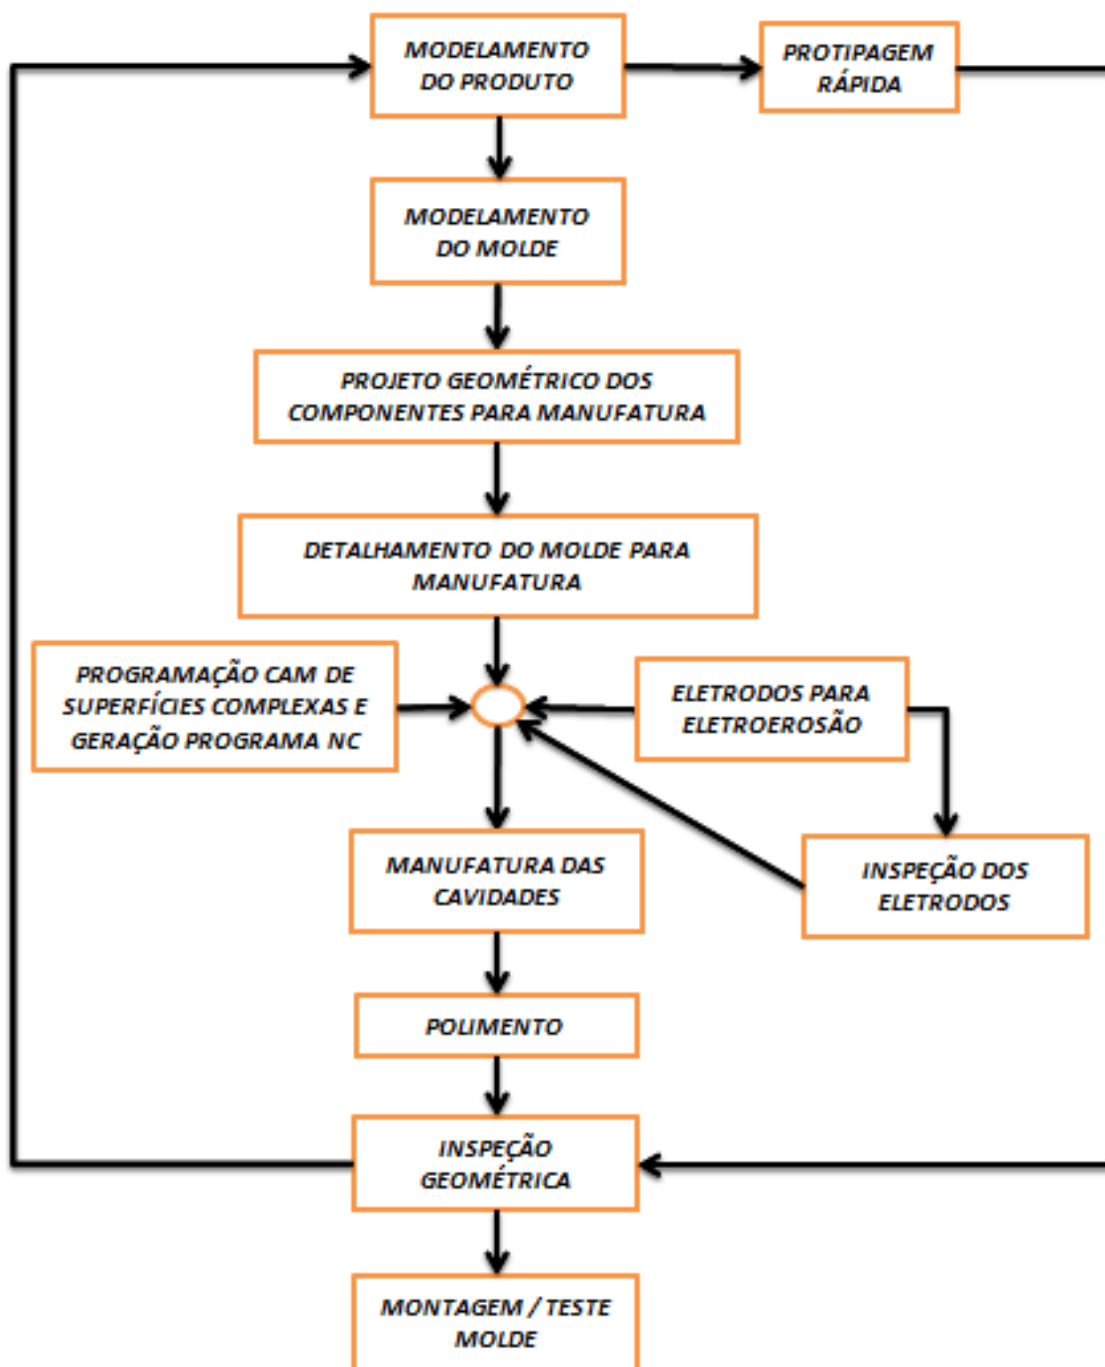 MODELAMENTO
DO PRODUTO
PROTIPAGEM
RÁPIDA
MODELAMENTO
DO MOLDE
PROJETO GEOMÉTRICO DOS
COMPONENTES PARA MANUFATURA
DETALHAMENTO DO MOLDE PARA
MANUFATURA
PROGRAMAÇÃO CAM DE
SUPERFÍCIES COMPLEXAS E
GERAÇÃO PROGRAMA NC
ELETRODOS PARA
ELETROEROSÃO
MANUFATURA DAS
CAVIDADES
INSPEÇÃO DOS
ELETRODOS
POLIMENTO
INSPEÇÃO
GEOMÉTRICA
MONTAGEM / TESTE
MOLDE